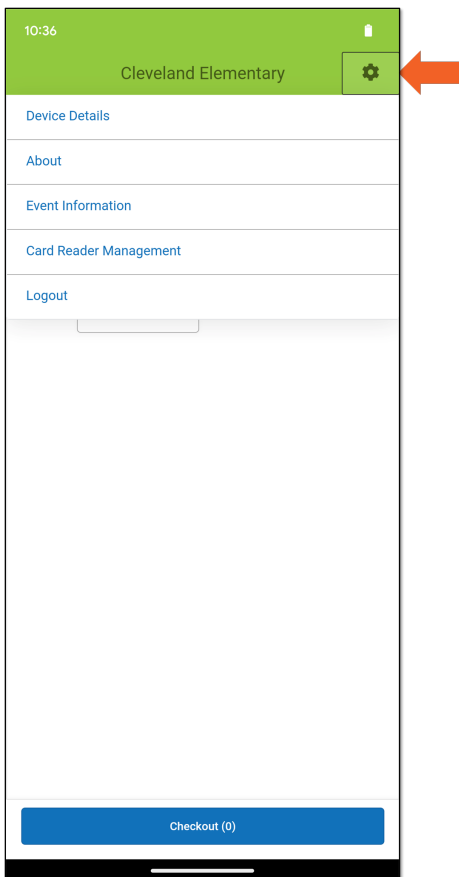 10:36
Cleveland Elementary
Device Details
About
Event Information
Card Reader Management
Logout
Checkout (0)